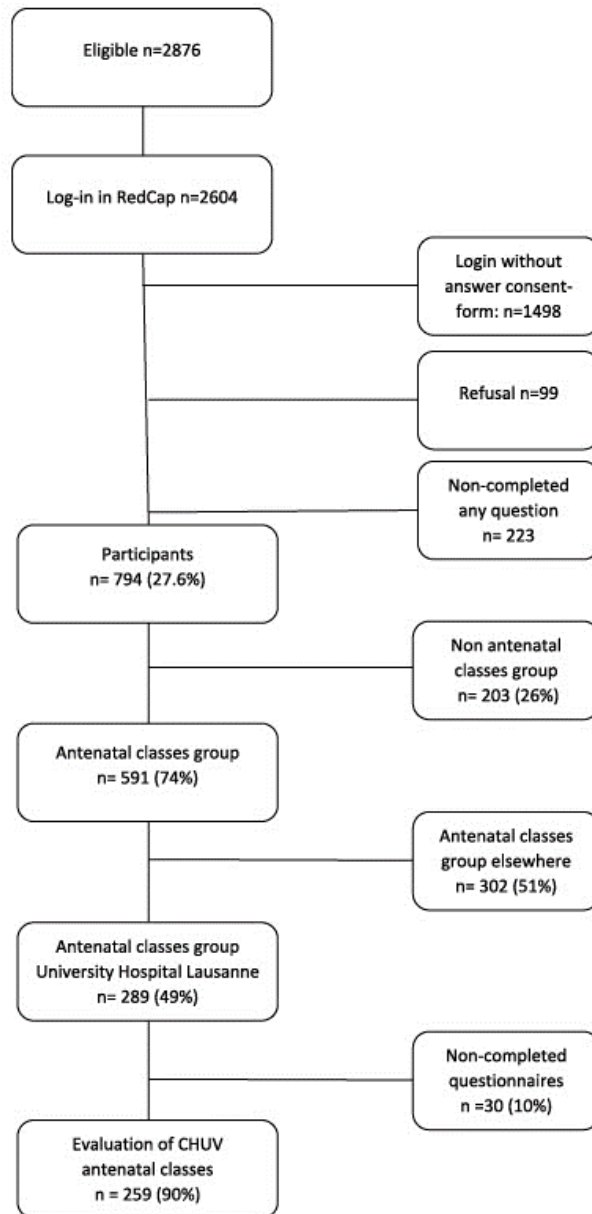 Eligible n=2876
Log-in in RedCap n=2604
Login without
answer consent-
form: n=1498
Refusal n=99
Non-completed
any question
n= 223
Participants
n= 794 (27.6%)
Non antenatal
classes group
n= 203 (26%)
Antenatal classes group
n= 591 (74%)
Antenatal classes
group elsewhere
n= 302 (51%)
Antenatal classes group
University Hospital Lausanne
n= 289 (49%)
Non-completed
questionnaires
n =30 (10%)
Evaluation of CHUV
antenatal classes
n = 259 (90%)